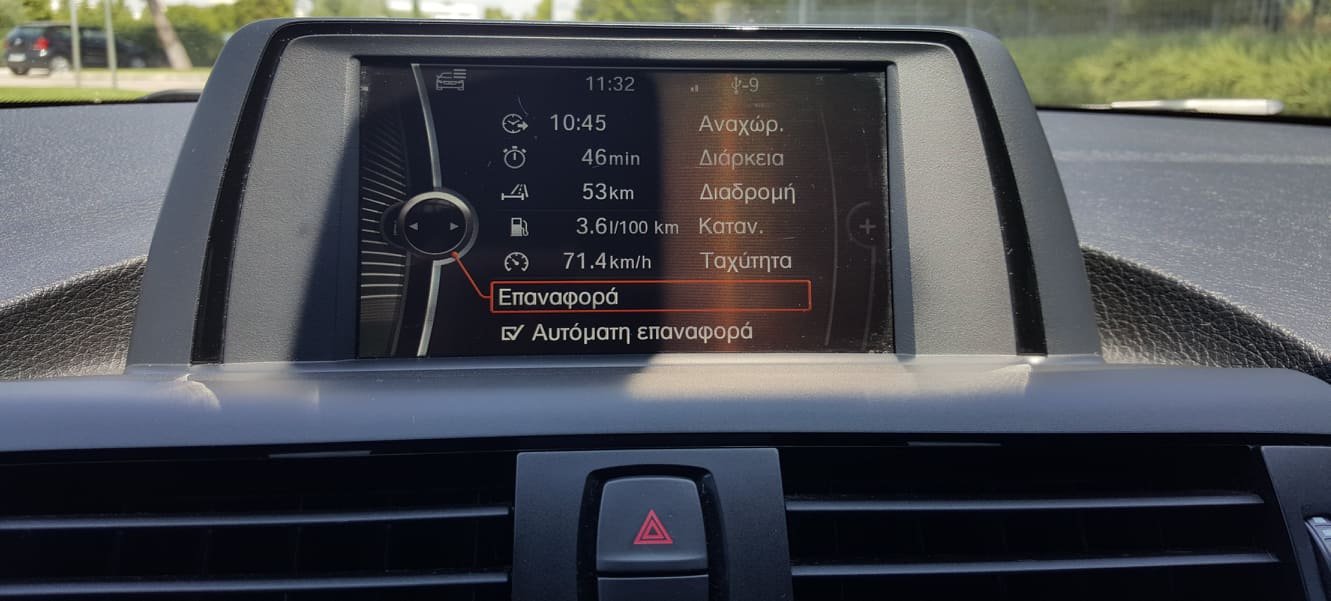 11:32 -9
10:45 Αναχώρ.
46min Διάρκεια
53km Διαδρομή
3.6l/100 km Καταν.
71.4km/h Ταχύτητα
Επαναφορά
Αυτόματη επαναφορά